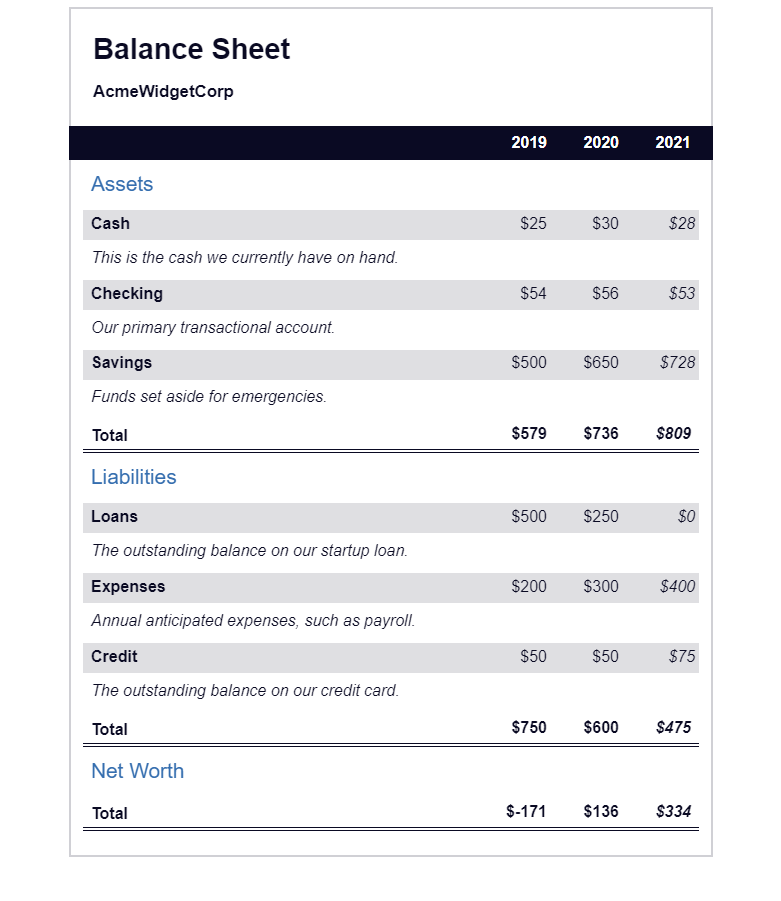 Balance Sheet
AcmeWidgetCorp
2019 2020 2021
Assets
Cash $25 $30 $28
This is the cash we currently have on hand.
Checking $54 $56 $53
Our primary transactional account.
Savings $500 $650 $728
Funds set aside for emergencies.
Total $579 $736 $809
Liabilities
Loans $500 $250 $0
The outstanding balance on our startup loan.
Expenses $200 $300 $400
Annual anticipated expenses, such as payroll.
Credit $50 $50 $75
The outstanding balance on our credit card.
Total $750 $600 $475
Net Worth
Total $-171 $136 $334